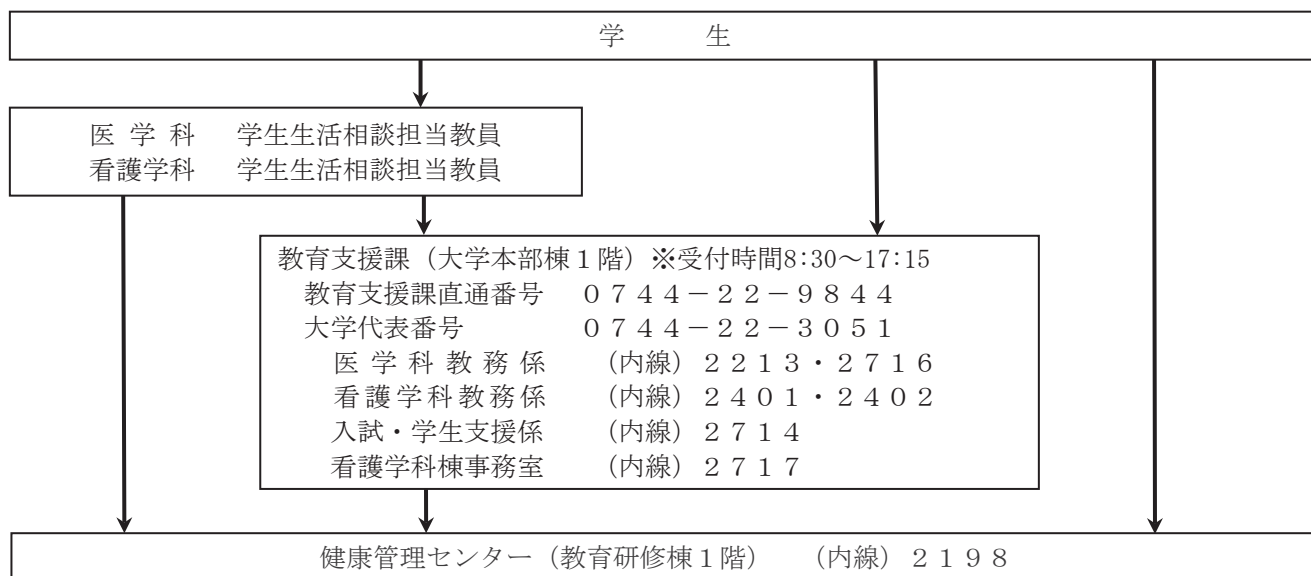 学　　生
医 学 科　学生生活相談担当教員
看護学科　学生生活相談担当教員
教育支援課（大学本部棟１階）※受付時間8:30～17:15
教育支援課直通番号　０７４４－２２－９８４４
大学代表番号　０７４４－２２－３０５１
医 学 科 教 務 係　（内線）２２１３・２７１６
看護学科教務係　（内線）２４０１・２４０２
入試・学生支援係　（内線）２７１４
看護学科棟事務室　（内線）２７１７
健康管理センター（教育研修棟１階）　（内線）２１９８